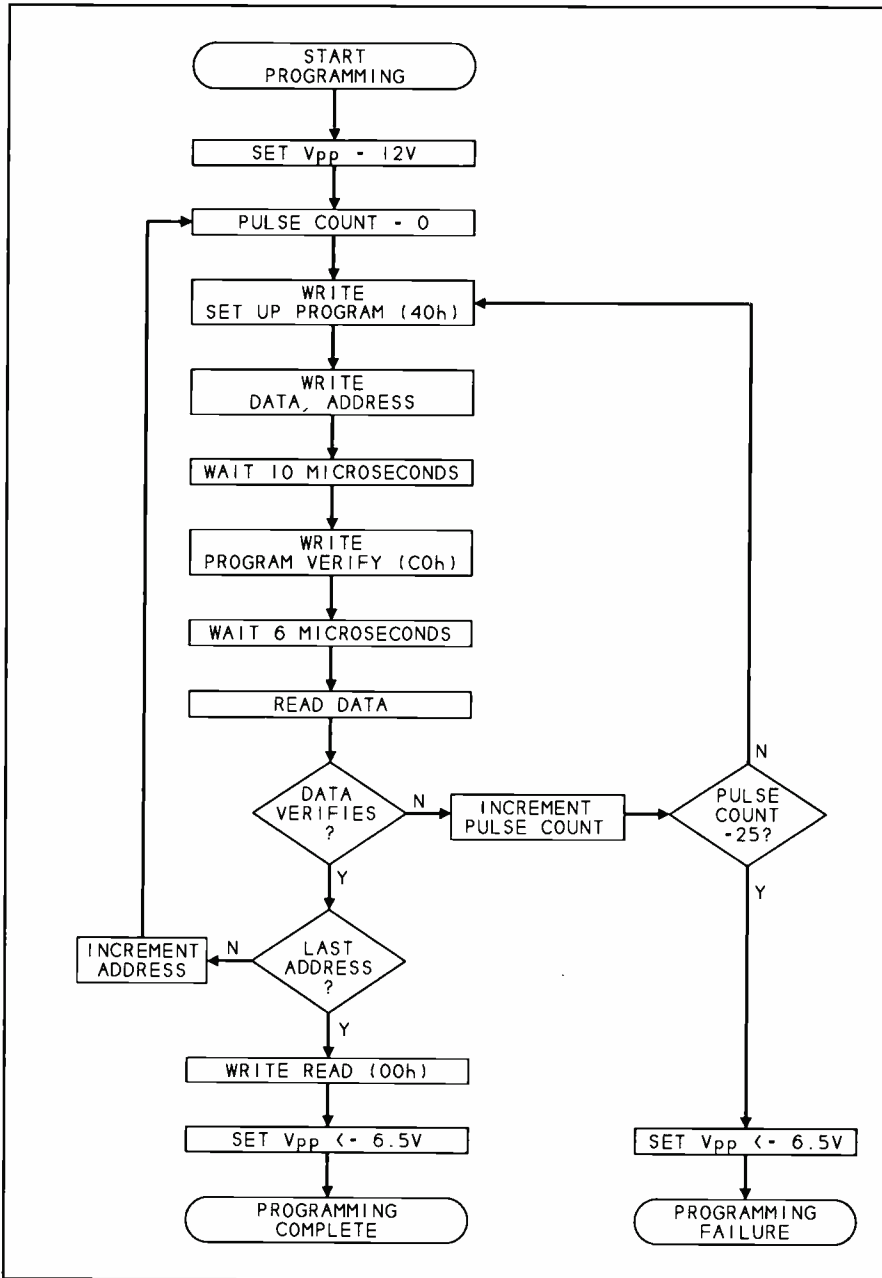 START
PROGRAMMING
SET Vpp - 12V
PULSE COUNT - 0
WRITE
SET UP PROGRAM (40h)
WRITE
DATA, ADDRESS
WAIT 10 MICROSECONDS
WRITE
PROGRAM VERIFY (C0h)
WAIT 6 MICROSECONDS
READ DATA
DATA
VERIFIES
?
N
INCREMENT
PULSE COUNT
PULSE
COUNT
-25?
N
Y
Y
LAST
ADDRESS
?
N
INCREMENT
ADDRESS
Y
WRITE READ (00h)
SET Vpp <- 6.5V
PROGRAMMING
COMPLETE
SET Vpp <- 6.5V
PROGRAMMING
FAILURE